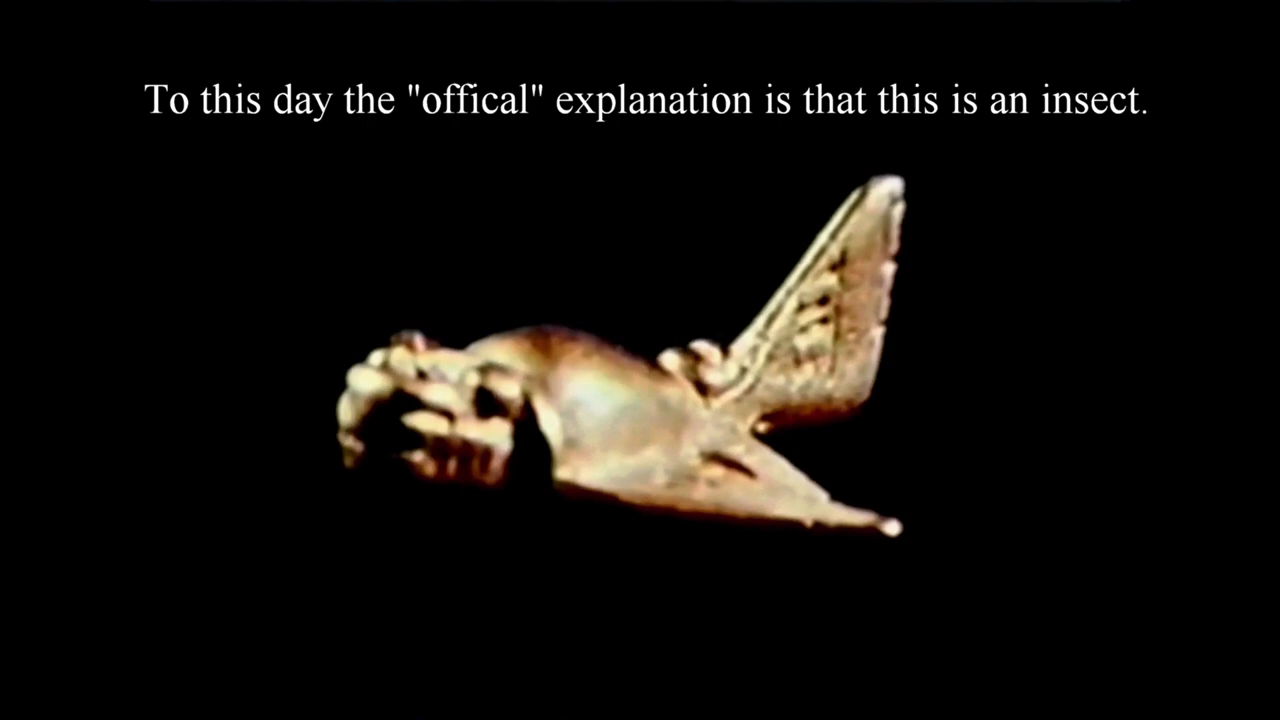 To this day the "offical" explanation is that this is an insect.